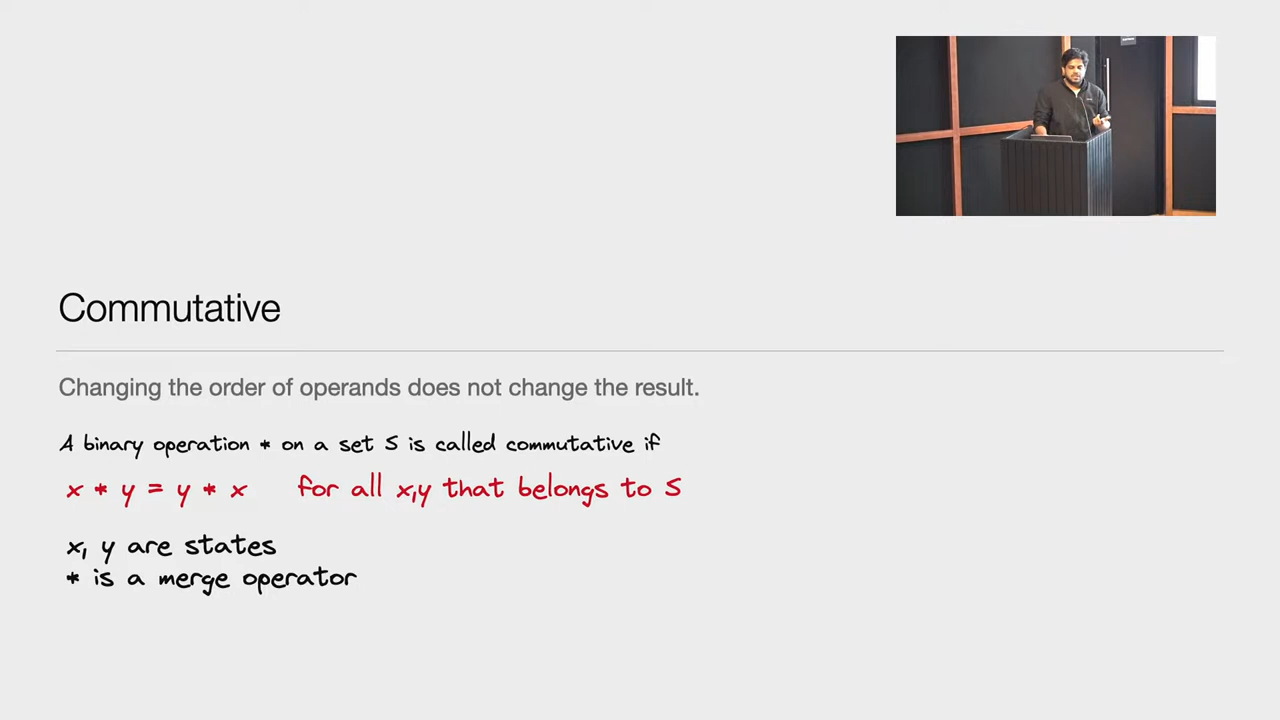 Commutative
Changing the order of operands does not change the result.
A binary operation * on a set S is called commutative if
x * y = y * x for all x,y that belongs to S
x, y are states
* is a merge operator